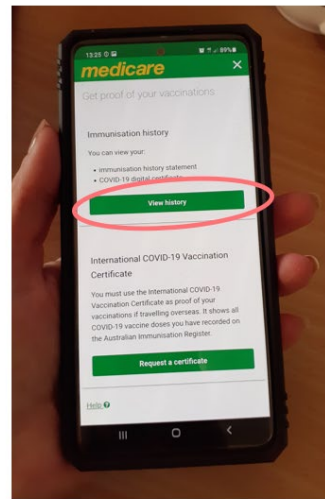 13:25
89%
medicare ×
Get proof of your vaccinations
Immunisation history
You can view your:
• immunisation history statement
• COVID-19 digital certificate
View history
International COVID-19 Vaccination
Certificate
You must use the International COVID-19
Vaccination Certificate as proof of your
vaccinations if travelling overseas. It shows all
COVID-19 vaccine doses you have recorded on
the Australian Immunisation Register.
Request a certificate
Help ?